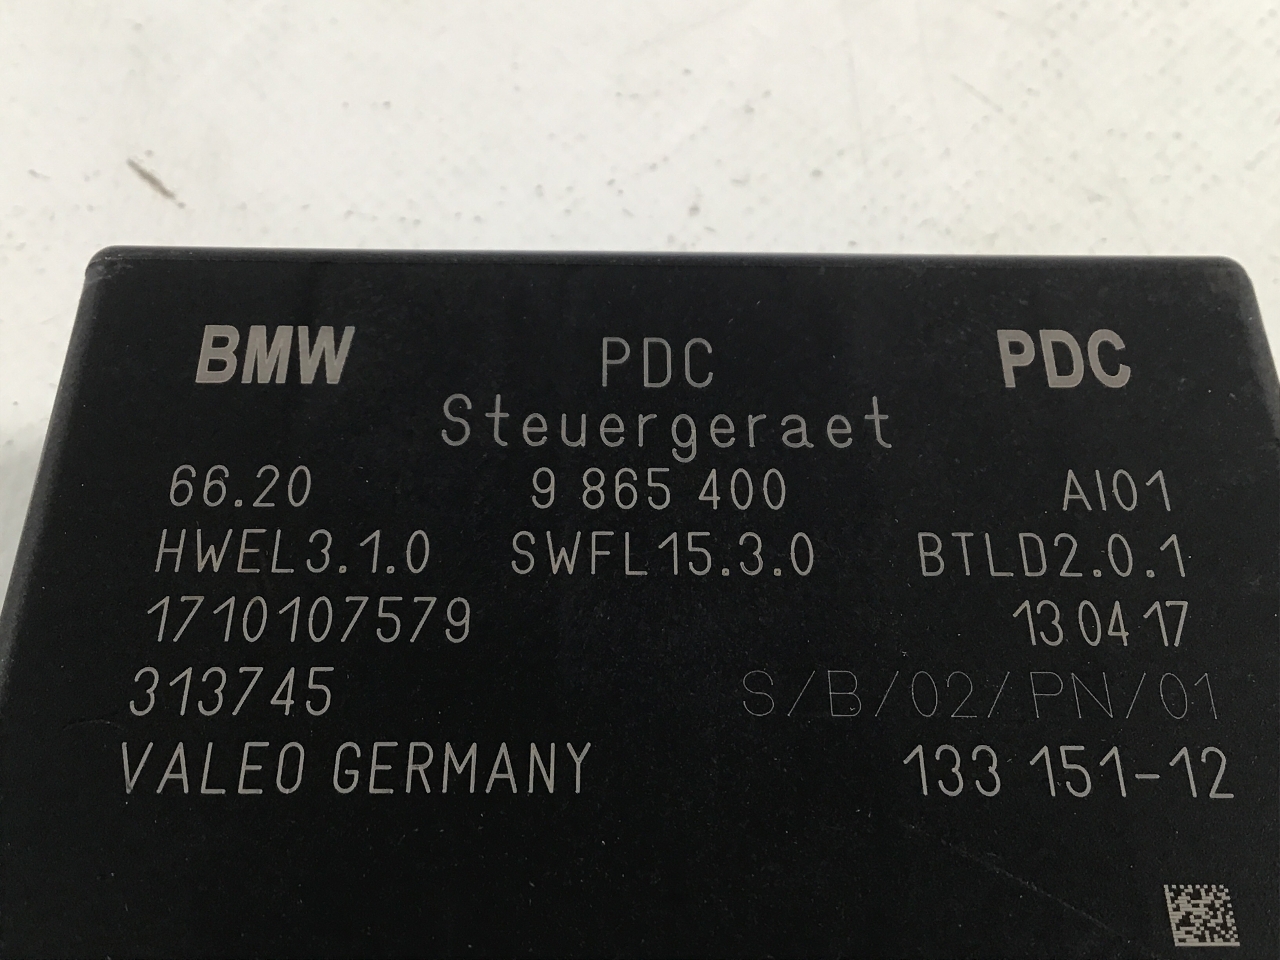 BMW PDC PDC
Steuergeraet
66.20 9 865 400 AI01
HWEL3.1.0 SWFL15.3.0 BTLD2.0.1
1710107579 13 04 17
313745 S/B/02/PN/01
VALEO GERMANY 133 151-12